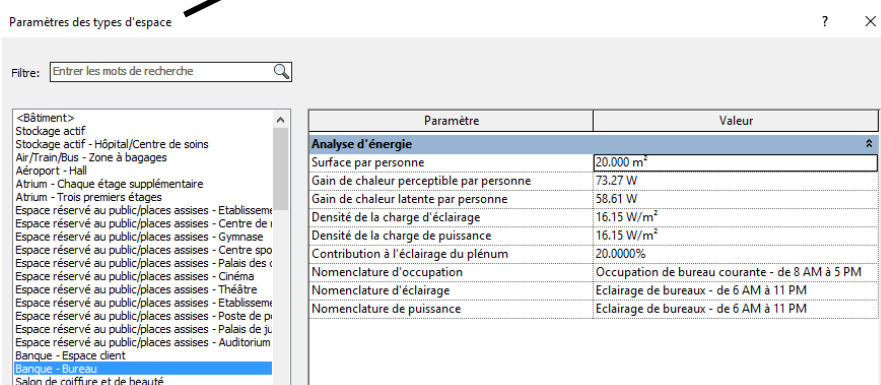 Paramètres des types d'espace
?
Filtre:
Entrer les mots de recherche
<Bâtiment>
Stockage actif
Stockage actif - Hôpital/Centre de soins
Air/Train/Bus - Zone à bagages
Aéroport - Hall
Atrium - Chaque étage supplémentaire
Atrium - Trois premiers étages
Espace réservé au public/places assises - Etablisseme
Espace réservé au public/places assises - Centre de
Espace réservé au public/places assises - Gymnase
Espace réservé au public/places assises - Centre spo
Espace réservé au public/places assises - Palais des
Espace réservé au public/places assises - Cinéma
Espace réservé au public/places assises - Théâtre
Espace réservé au public/places assises - Etablisseme
Espace réservé au public/places assises - Poste de
Espace réservé au public/places assises - Palais de ju
Espace réservé au public/places assises - Auditorium
Banque - Espace client
Banque - Bureau
Salon de coiffure et de beauté
Paramètre Valeur
Analyse d'énergie
Surface par personne 20.000 m²
Gain de chaleur perceptible par personne 73.27 W
Gain de chaleur latente par personne 58.61 W
Densité de la charge d'éclairage 16.15 W/m²
Densité de la charge de puissance 16.15 W/m²
Contribution à l'éclairage du plénum 20.0000%
Nomenclature d'occupation Occupation de bureau courante - de 8 AM à 5 PM
Nomenclature d'éclairage Eclairage de bureaux - de 6 AM à 11 PM
Nomenclature de puissance Eclairage de bureaux - de 6 AM à 11 PM